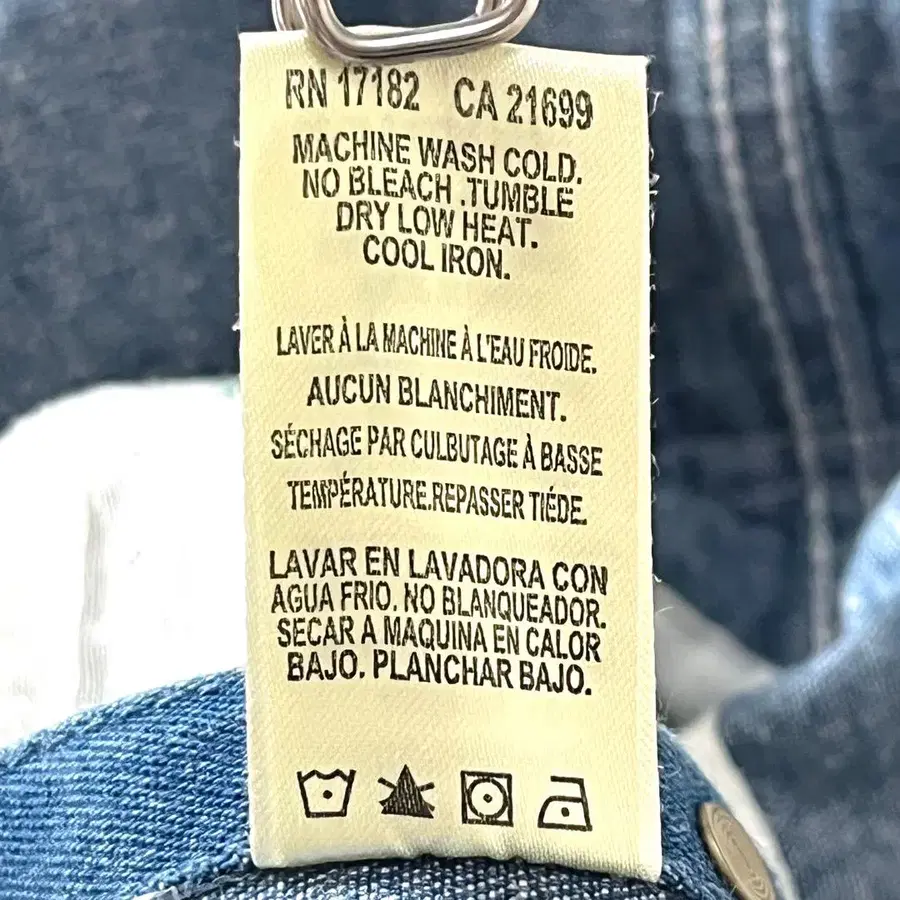 RN 17182 CA 21699
MACHINE WASH COLD.
NO BLEACH .TUMBLE
DRY LOW HEAT.
COOL IRON.
LAVER À LA MACHINE À L'EAU FROIDE.
AUCUN BLANCHIMENT.
SÉCHAGE PAR CULBUTAGE À BASSE
TEMPÉRATURE.REPASSER TIÉDE.
LAVAR EN LAVADORA CON
AGUA FRIO. NO BLANQUEADOR.
SECAR A MAQUINA EN CALOR
BAJO. PLANCHAR BAJO.